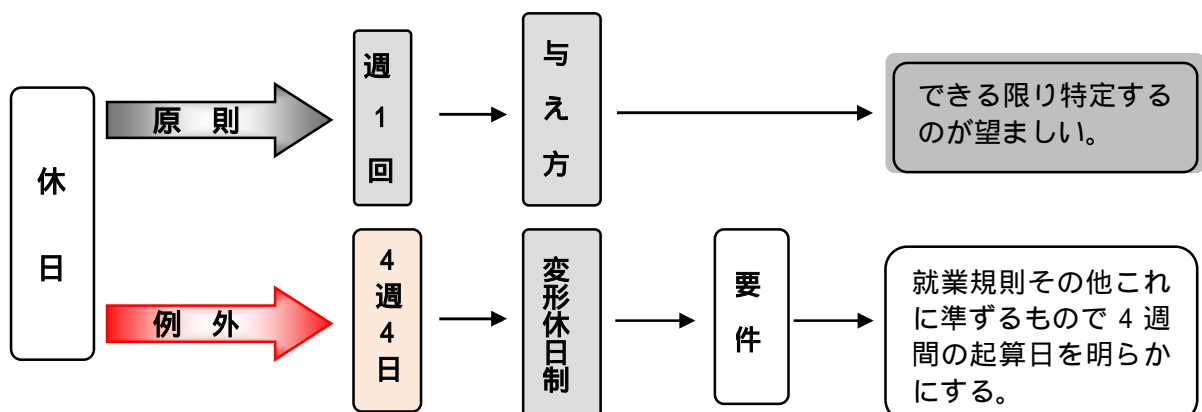 休日
原則
週1回
与え方
できる限り特定する
のが望ましい。
例外
4週4日
変形休日制
要件
就業規則その他これ
に準ずるもので4週
間の起算日を明らか
にする。